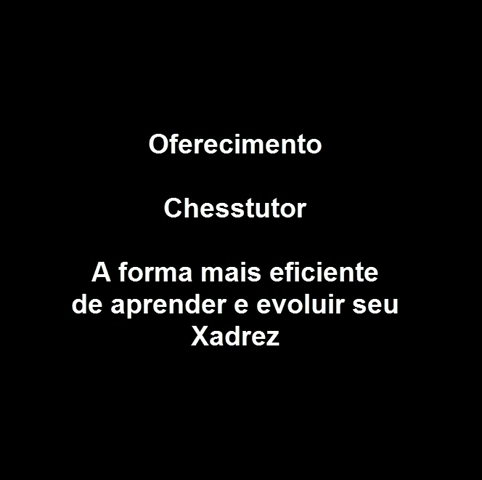 Oferecimento
Chesstutor
A forma mais eficiente
de aprender e evoluir seu
Xadrez